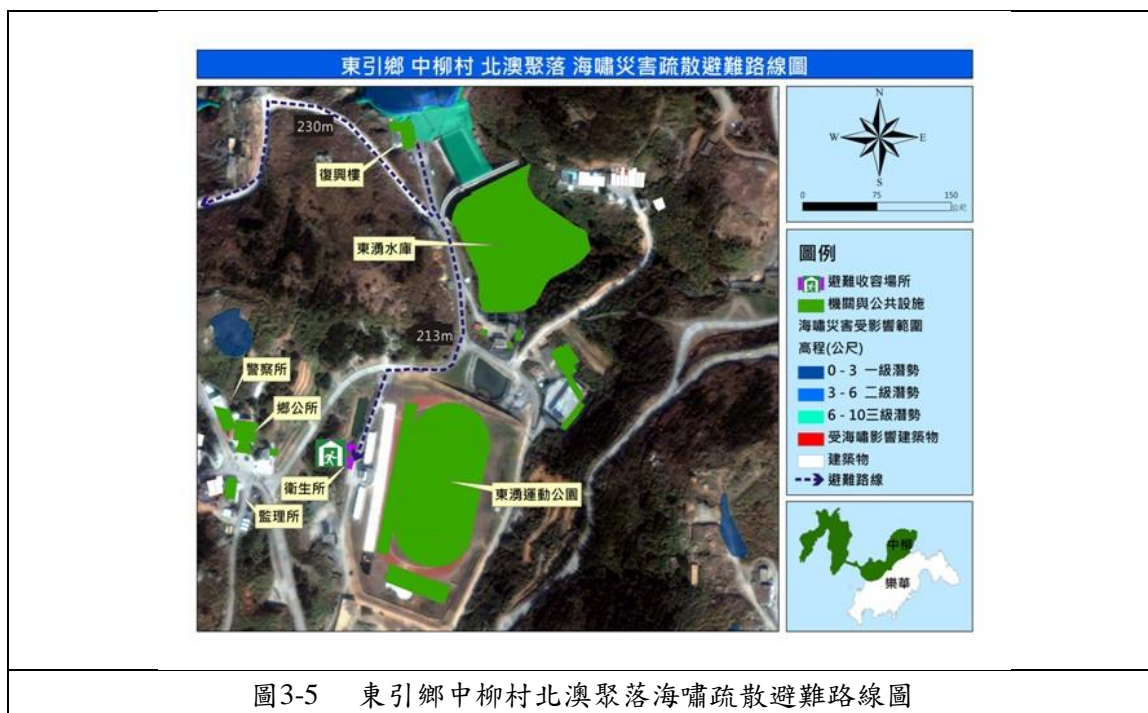 東引鄉 中柳村 北澳聚落 海嘯災害疏散避難路線圖
230m
復興樓
東湧水庫
213m
警察所
鄉公所
衛生所
監理所
東湧運動公園
N
W
E
S
0
75
150
公尺
圖例
避難收容場所
機關與公共設施
海嘯災害受影響範圍
高程(公尺)
0 - 3 一級潛勢
3 - 6 二級潛勢
6 - 10三級潛勢
受海嘯影響建築物
建築物
避難路線
中柳
樂華
圖3-5 東引鄉中柳村北澳聚落海嘯疏散避難路線圖